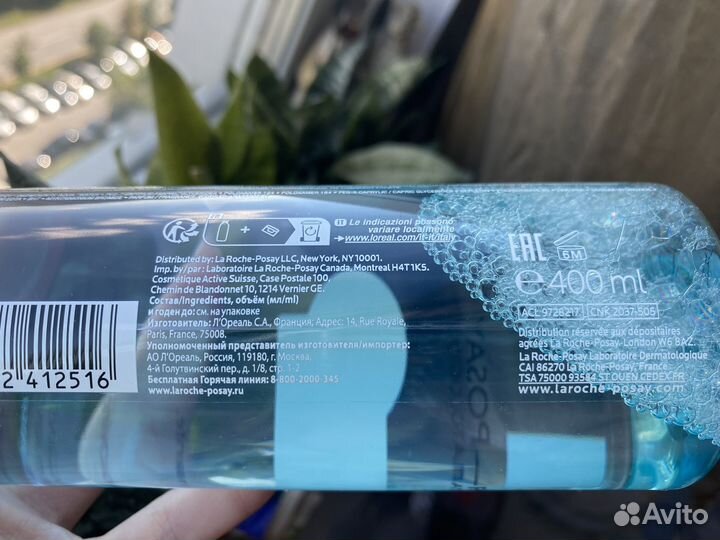 Le indicazioni possono
variare localmente
www.loreal.com/it-it/italy
Distributed by: La Roche-Posay LLC, New York, NY10001.
Imp.by/par : Laboratoire La Roche-Posay Canada, Montreal H4T1K5.
Cosmétique Active Suisse, Case Postale 100,
Chemin de Blandonnet 10, 1214 Vernier GE.
Состав/Ingredients, объём (мл/ml)
и годен до: см. на упаковке
Изготовитель: Л'Ореаль С.А., Франция, Адрес: 14, Rue Royale,
Paris, France, 75008.
Уполномоченный представитель изготовителя/импортер:
АО Л'Ореаль, Россия, 119180, г. Москва,
4-й Голутвинский пер., д. 1/8, стр. 1-2
Бесплатная Горячая линия: 8-800-2000-345
www.laroche-posay.ru
2 412516
EAC
6M
℮ 400 ml
ACL 9728217 CNK 2037-505
Distribution réservée aux dépositaires
agréés La Roche-Posay. London W6 8AZ.
La Roche-Posay Laboratoire Dermatologique
CAI 86270 La Roche-Posay, France.
TSA 75000 93584 ST OUEN CEDEX FR
www.laroche-posay.com
Avito